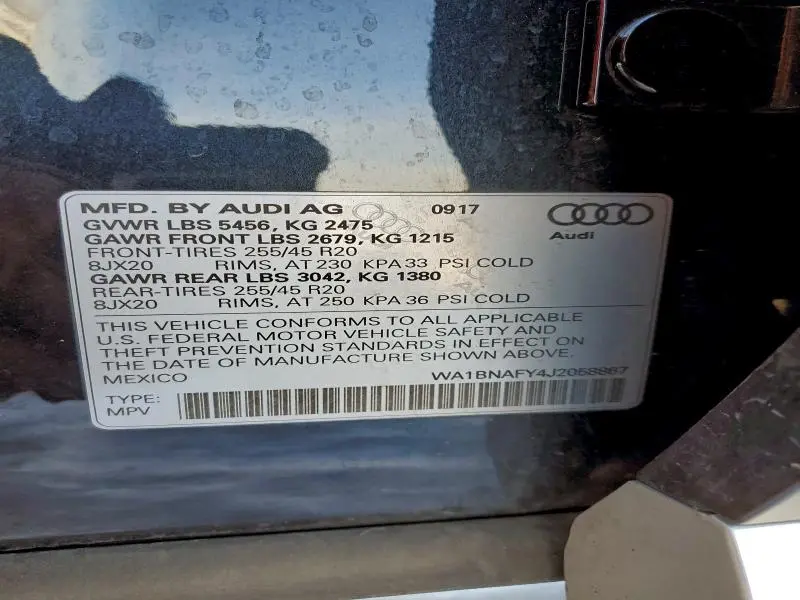 MFD. BY AUDI AG 0917
GVWR LBS 5456, KG 2475
GAWR FRONT LBS 2679, KG 1215
FRONT-TIRES 255/45 R20
8JX20 RIMS, AT 230 KPA 33 PSI COLD
GAWR REAR LBS 3042, KG 1380
REAR-TIRES 255/45 R20
8JX20 RIMS, AT 250 KPA 36 PSI COLD
Audi
THIS VEHICLE CONFORMS TO ALL APPLICABLE
U.S. FEDERAL MOTOR VEHICLE SAFETY AND
THEFT PREVENTION STANDARDS IN EFFECT ON
THE DATE OF MANUFACTURE SHOWN ABOVE.
MEXICO WA1BNAFY4J2058887
TYPE:
MPV